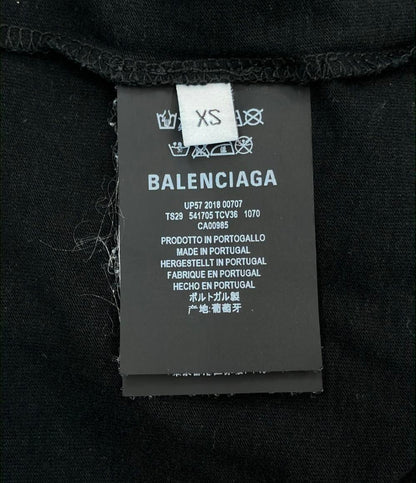 XS
BALENCIAGA
UP57 2018 00707
TS29 541705 TCV36 1070
CA00985
PRODOTTO IN PORTOGALLO
MADE IN PORTUGAL
HERGESTELLT IN PORTUGAL
FABRIQUE EN PORTUGAL
HECHO EN PORTUGAL
ポルトガル製
产地:葡萄牙